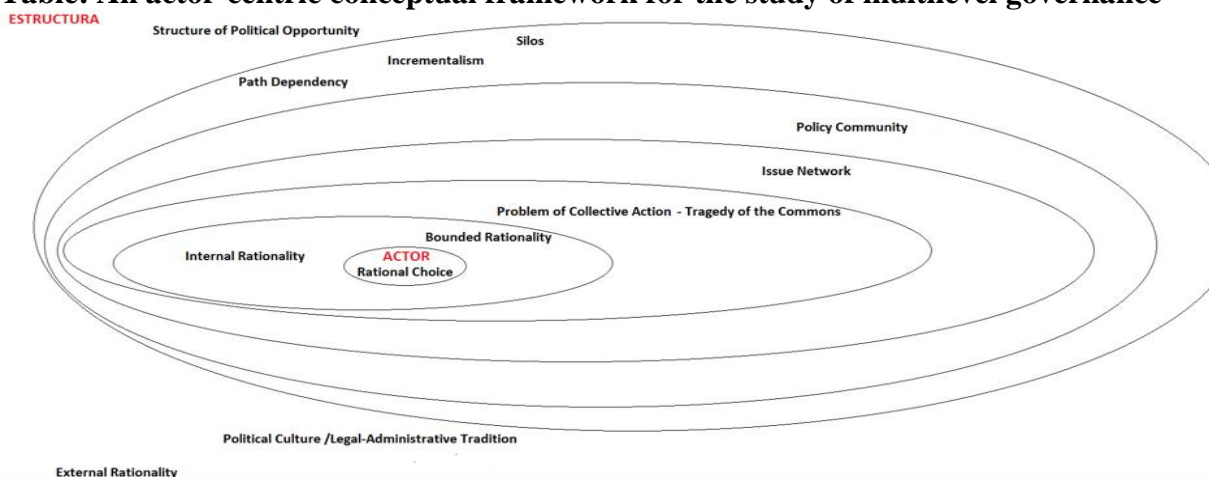 Table: An actor-centric conceptual framework for the study of multilevel governance
ESTRUCTURA
Structure of Political Opportunity
Silos
Incrementalism
Path Dependency
Policy Community
Issue Network
Problem of Collective Action - Tragedy of the Commons
Bounded Rationality
Internal Rationality
ACTOR
Rational Choice
Political Culture /Legal-Administrative Tradition
External Rationality